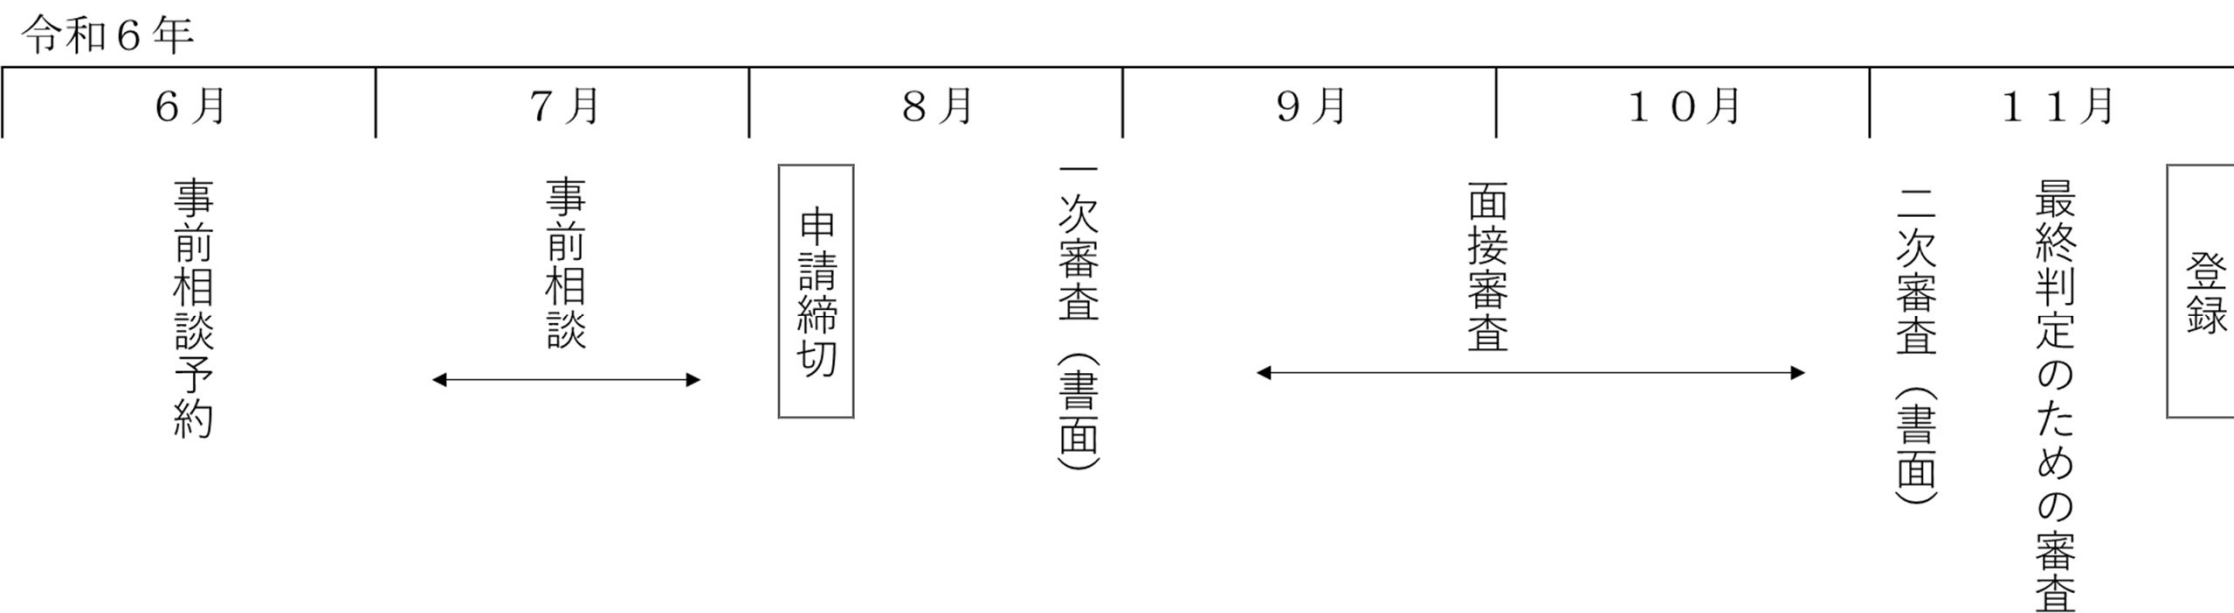 令和６年
６月
７月
８月
９月
１０月
１１月
事前相談予約
事前相談
申請締切
一次審査（書面）
面接審査
二次審査（書面）
最終判定のための審査
登録